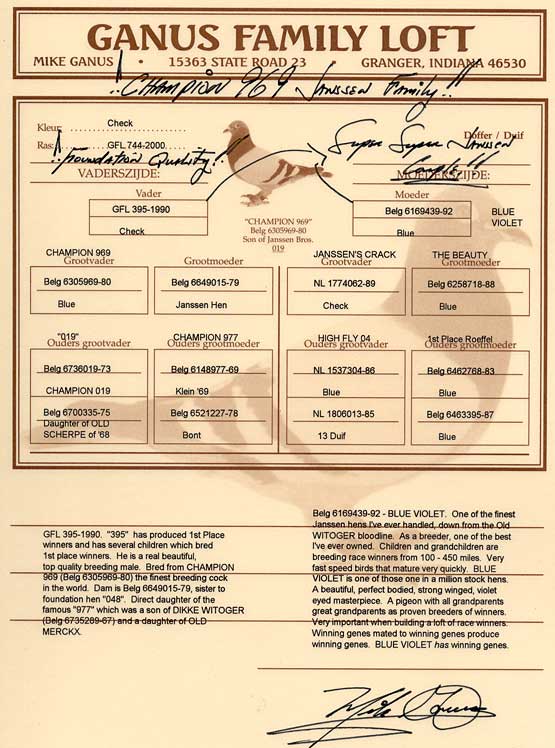 GANUS FAMILY LOFT
MIKE GANUS • 15363 STATE ROAD 23 • GRANGER, INDIANA 46530
"Champion 969 Janssen Family"!!
Kleur: Check
Doffer / Duif
Ras: GFL 744-2000
"Foundation Quality"!!
Super Super Janssen
Couple!!
VADERSZIJDE:
MOEDERSZIJDE:
Vader
Moeder
GFL 395-1990
Check
Belg 6169439-92
Blue
BLUE
VIOLET
"CHAMPION 969"
Belg 6305969-80
Son of Janssen Bros.
019
CHAMPION 969
JANSSEN'S CRACK
THE BEAUTY
Grootvader
Grootmoeder
Grootvader
Grootmoeder
Belg 6305969-80
Belg 6649015-79
NL 1774062-89
Belg 6258718-88
Blue
Janssen Hen
Check
Blue
"019"
CHAMPION 977
HIGH FLY 04
1st Place Roeffel
Ouders grootvader
Ouders grootmoeder
Ouders grootvader
Ouders grootmoeder
Belg 6736019-73
Belg 6148977-69
NL 1537304-86
Belg 6462768-83
CHAMPION 019
Klein '69
Blue
Blue
Belg 6700335-75
Belg 6521227-78
NL 1806013-85
Belg 6463395-87
Daughter of OLD
SCHERPE of '68
Bont
13 Duif
Blue
GFL 395-1990. "395" has produced 1st Place
winners and has several children which bred
1st place winners. He is a real beautiful,
top quality breeding male. Bred from CHAMPION
969 (Belg 6305969-80) the finest breeding cock
in the world. Dam is Belg 6649015-79, sister to
foundation hen "048". Direct daughter of the
famous "977" which was a son of DIKKE WITOGER
(Belg 6735289-67) and a daughter of OLD
MERCKX.
Belg 6169439-92 - BLUE VIOLET. One of the finest
Janssen hens I've ever handled, down from the Old
WITOGER bloodline. As a breeder, one of the best
I've ever owned. Children and grandchildren are
breeding race winners from 100 - 450 miles. Very
fast speed birds that mature very quickly. BLUE
VIOLET is one of those one in a million stock hens.
A beautiful, perfect bodied, strong winged, violet
eyed masterpiece. A pigeon with all grandparents
great grandparents as proven breeders of winners.
Very important when building a loft of race winners.
Winning genes mated to winning genes produce
winning genes. BLUE VIOLET has winning genes.
Mike Ganus